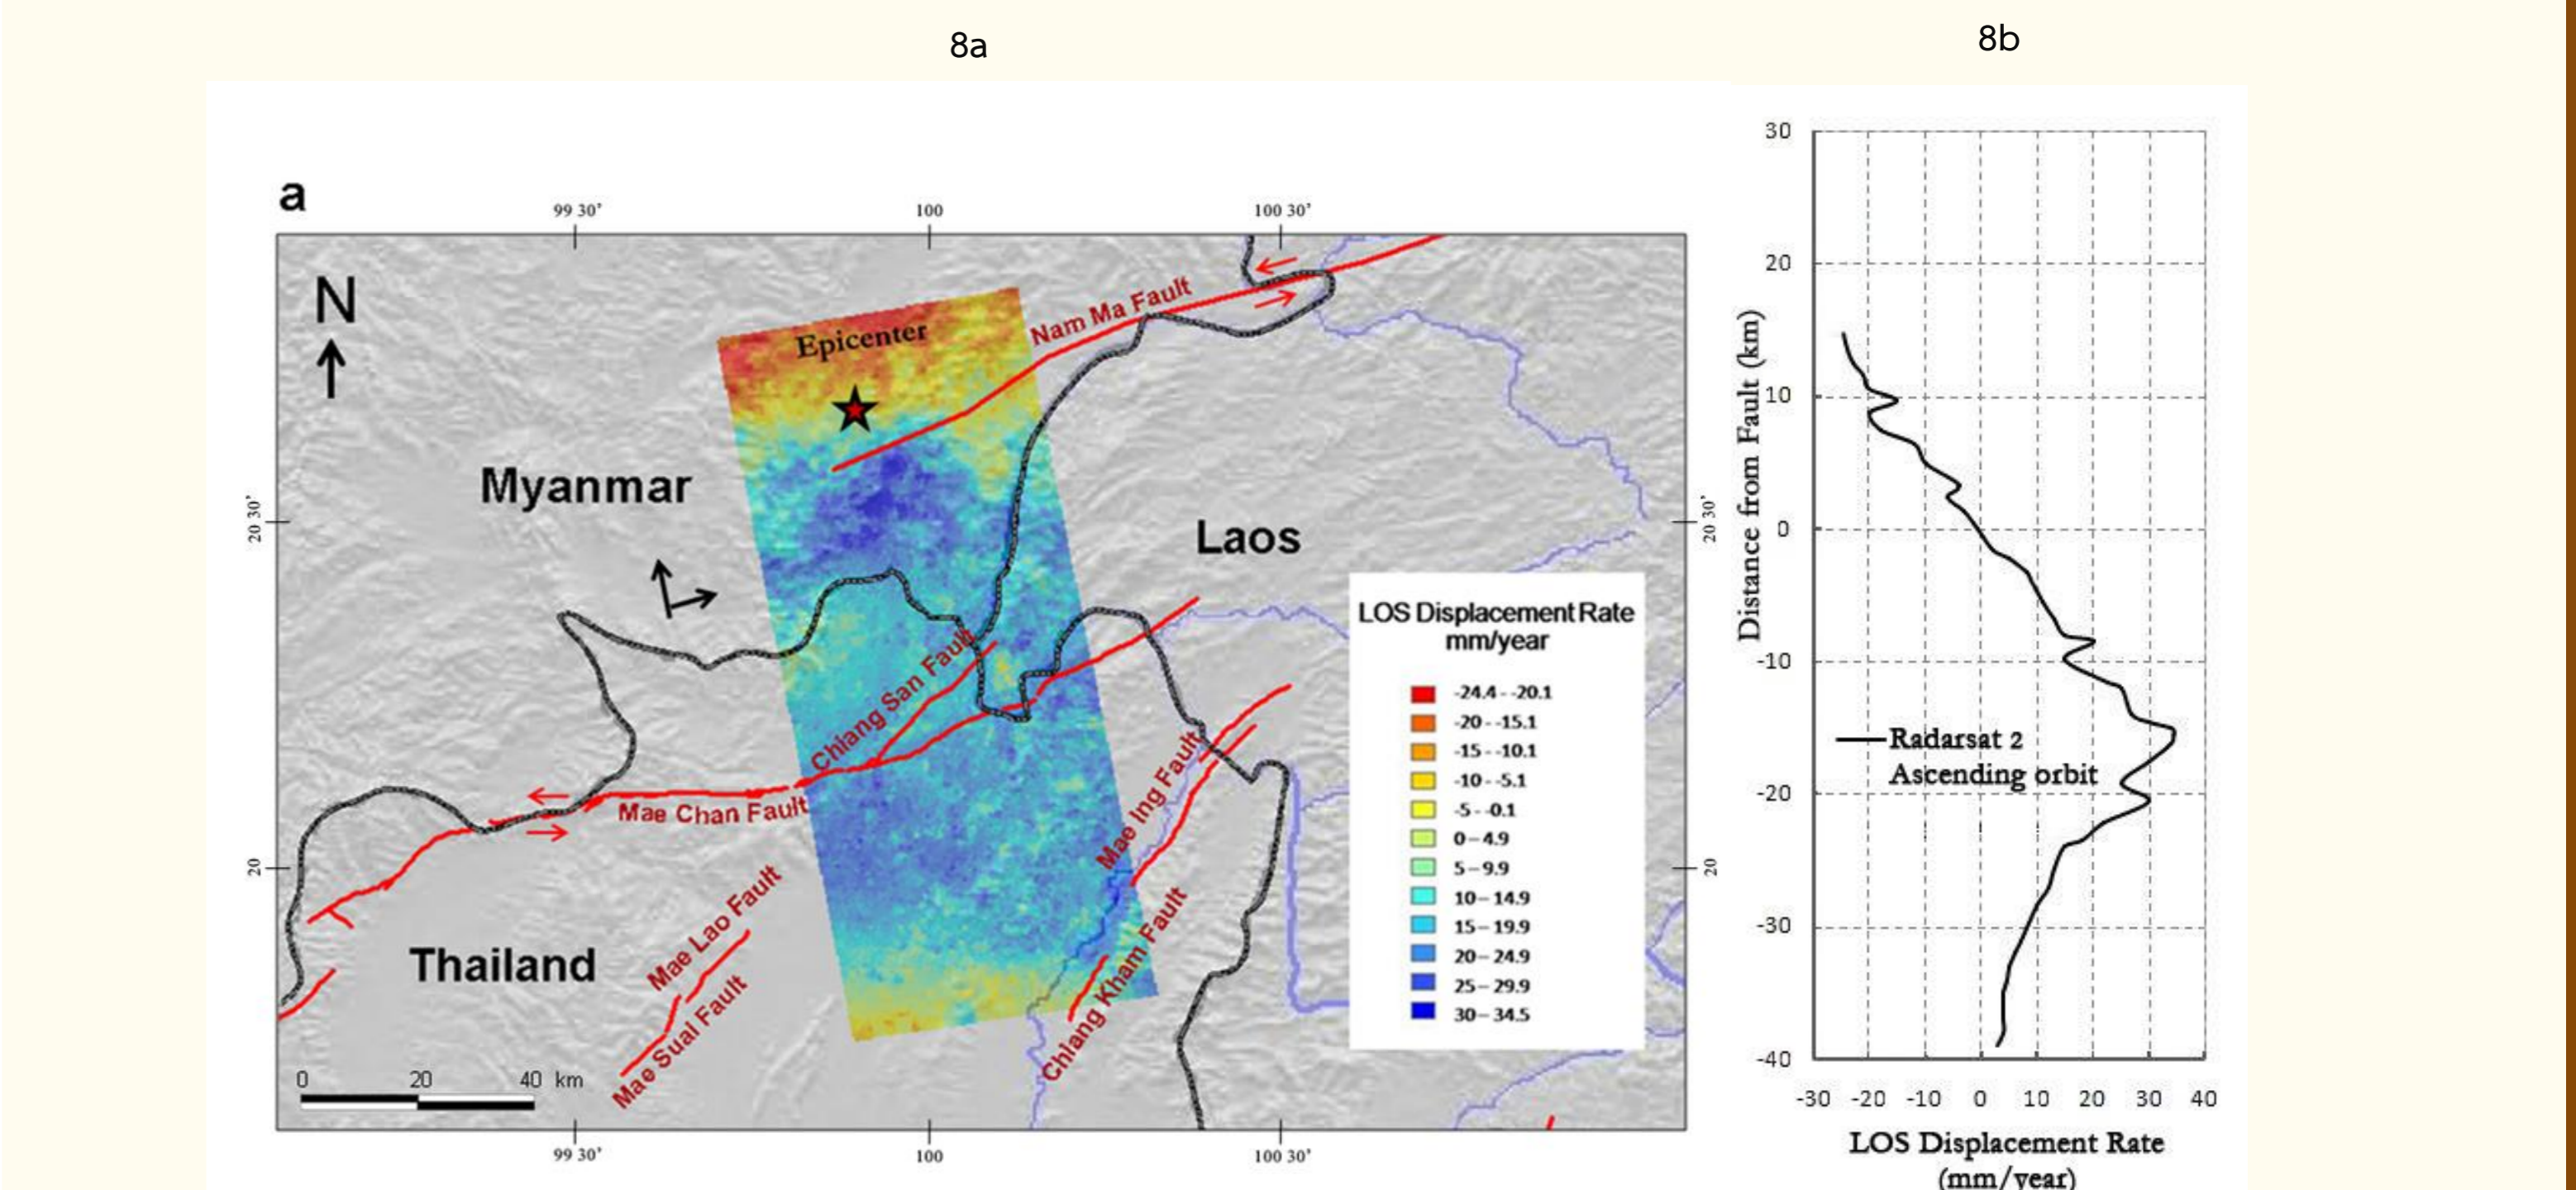 8a
8b
a
99 30’
100
100 30’
N
Epicenter
Nam Ma Fault
Myanmar
20 30’
20 30’
Laos
LOS Displacement Rate
mm/year
-24.4 - -20.1
-20 - -15.1
-15 - -10.1
-10 - -5.1
-5 - -0.1
0 – 4.9
5 – 9.9
10 – 14.9
15 – 19.9
20 – 24.9
25 – 29.9
30 – 34.5
Chiang San Fault
Mae Chan Fault
Mae Ing Fault
20
20
Mae Lao Fault
Thailand
Mae Suai Fault
Chiang Kham Fault
0 20 40 km
99 30’
100
100 30’
Distance from Fault (km)
30
20
10
0
-10
-20
-30
-40
Radarsat 2
Ascending orbit
-30 -20 -10 0 10 20 30 40
LOS Displacement Rate
(mm/year)